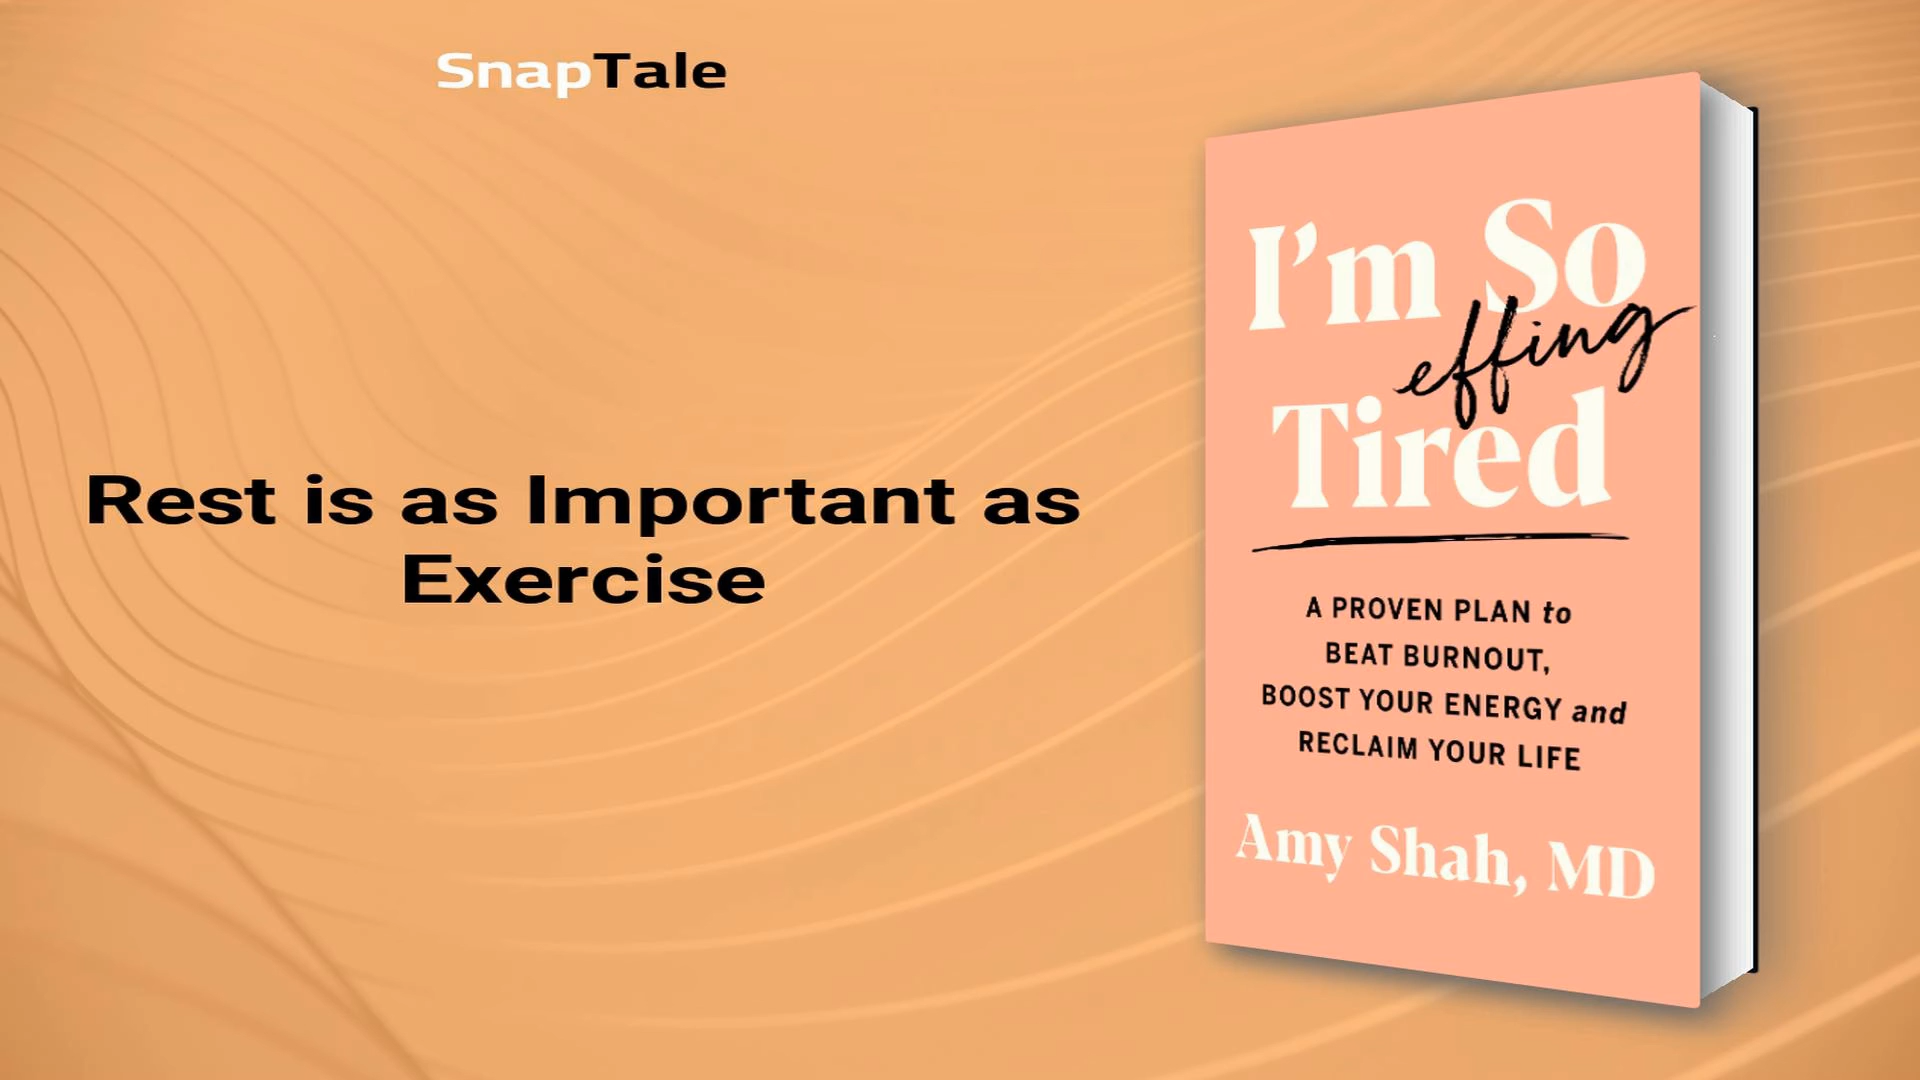 SnapTale
Rest is as Important as
Exercise
I'm So
effing
Tired
A PROVEN PLAN to
BEAT BURNOUT,
BOOST YOUR ENERGY and
RECLAIM YOUR LIFE
Amy Shah, MD